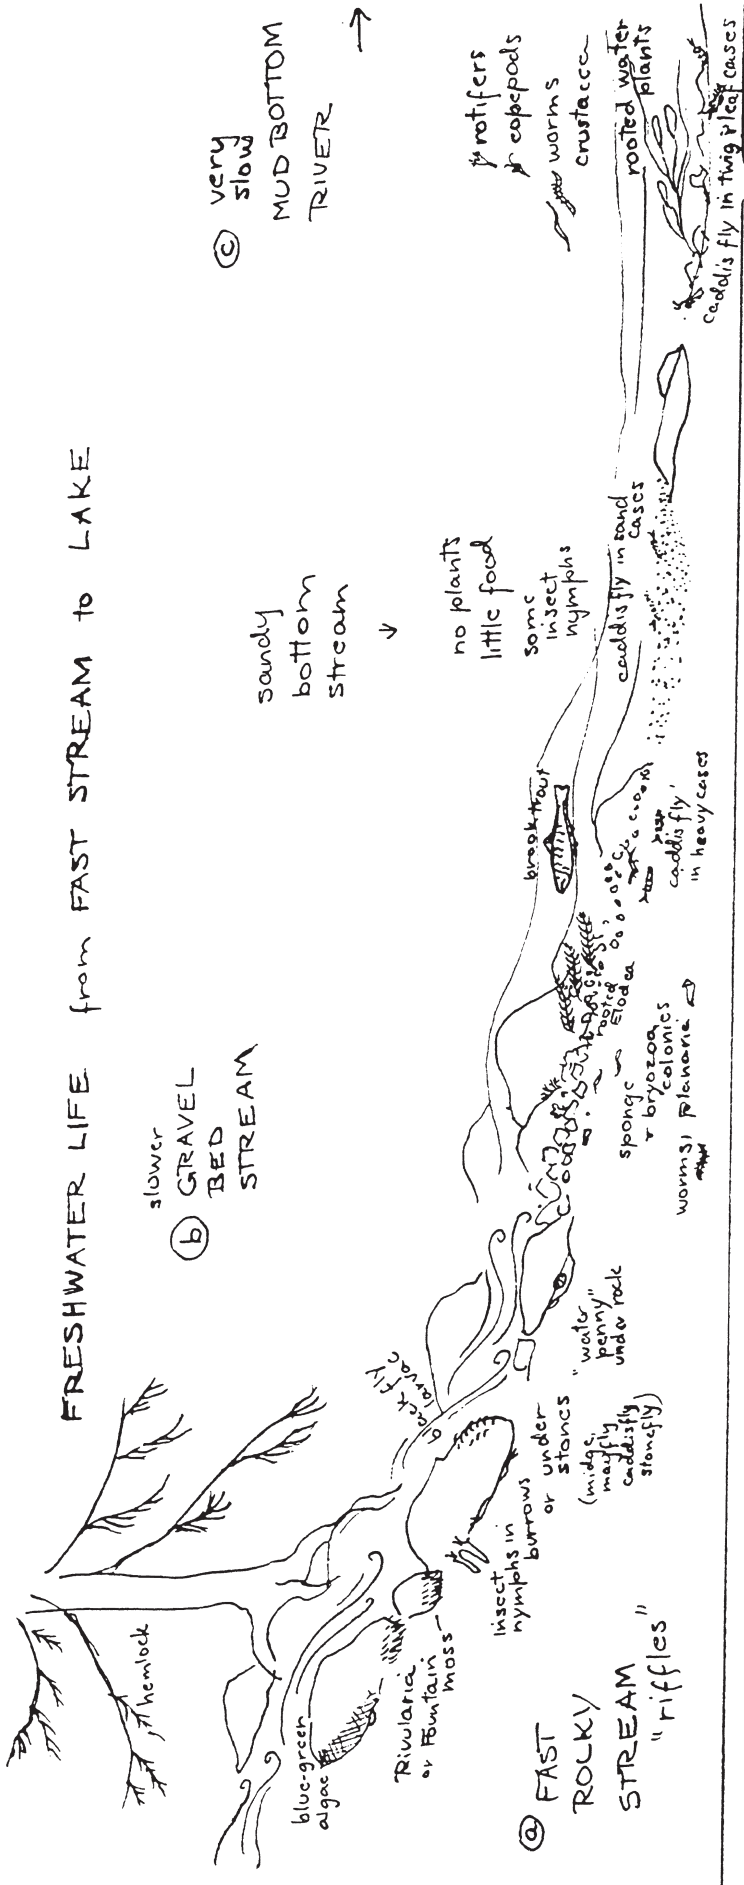 FRESHWATER LIFE from FAST STREAM to LAKE
hemlock
blue-green
algae
Rivularia
or Fountain
moss
ⓐ FAST
ROCKY
STREAM
"riffles"
insect
nymphs in
burrows
or under
stones
(midge,
mayfly
caddisfly
stonefly)
larvae
"water
penny"
under rock
slower
ⓑ GRAVEL
BED
STREAM
sponge
+ bryozoa
colonies
worms, planaria
rooted
Elodea
brook trout
caddis fly
in heavy cases
sandy
bottom
stream
no plants
little food
some
insect
nymphs
caddis fly in sand
cases
ⓒ very
slow
MUD BOTTOM
RIVER
rotifers
copepods
worms
crustacea
rooted water
plants
caddis fly in twig + leaf cases